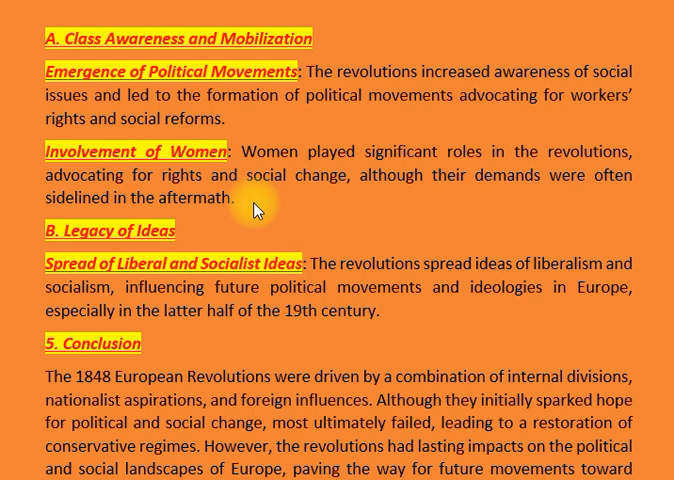 A. Class Awareness and Mobilization
Emergence of Political Movements: The revolutions increased awareness of social
issues and led to the formation of political movements advocating for workers’
rights and social reforms.
Involvement of Women: Women played significant roles in the revolutions,
advocating for rights and social change, although their demands were often
sidelined in the aftermath.
B. Legacy of Ideas
Spread of Liberal and Socialist Ideas: The revolutions spread ideas of liberalism and
socialism, influencing future political movements and ideologies in Europe,
especially in the latter half of the 19th century.
5. Conclusion
The 1848 European Revolutions were driven by a combination of internal divisions,
nationalist aspirations, and foreign influences. Although they initially sparked hope
for political and social change, most ultimately failed, leading to a restoration of
conservative regimes. However, the revolutions had lasting impacts on the political
and social landscapes of Europe, paving the way for future movements toward